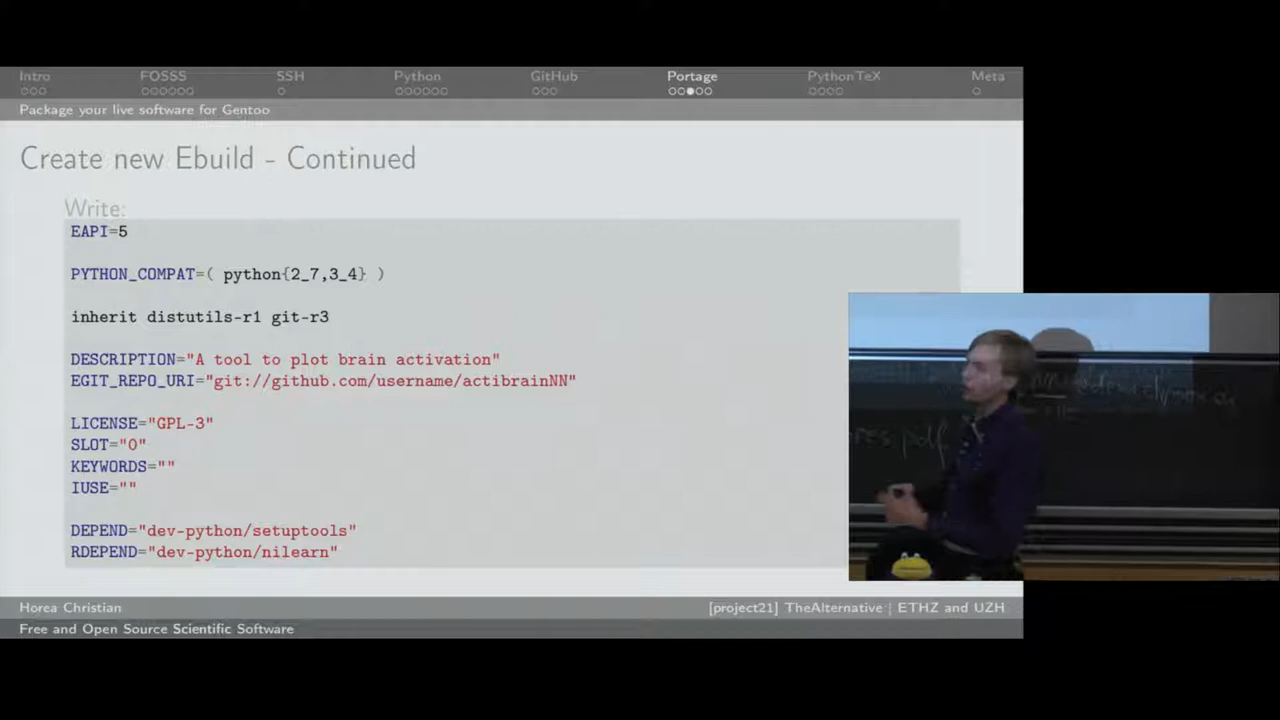 Intro FOSSS SSH Python GitHub Portage PythonTeX Meta
Package your live software for Gentoo
Create new Ebuild - Continued
Write:
EAPI=5
PYTHON_COMPAT=( python{2_7,3_4} )
inherit distutils-r1 git-r3
DESCRIPTION="A tool to plot brain activation"
EGIT_REPO_URI="git://github.com/username/actibrainNN"
LICENSE="GPL-3"
SLOT="0"
KEYWORDS=""
IUSE=""
DEPEND="dev-python/setuptools"
RDEPEND="dev-python/nilearn"
pdf
Horea Christian [project21] TheAlternative | ETHZ and UZH
Free and Open Source Scientific Software